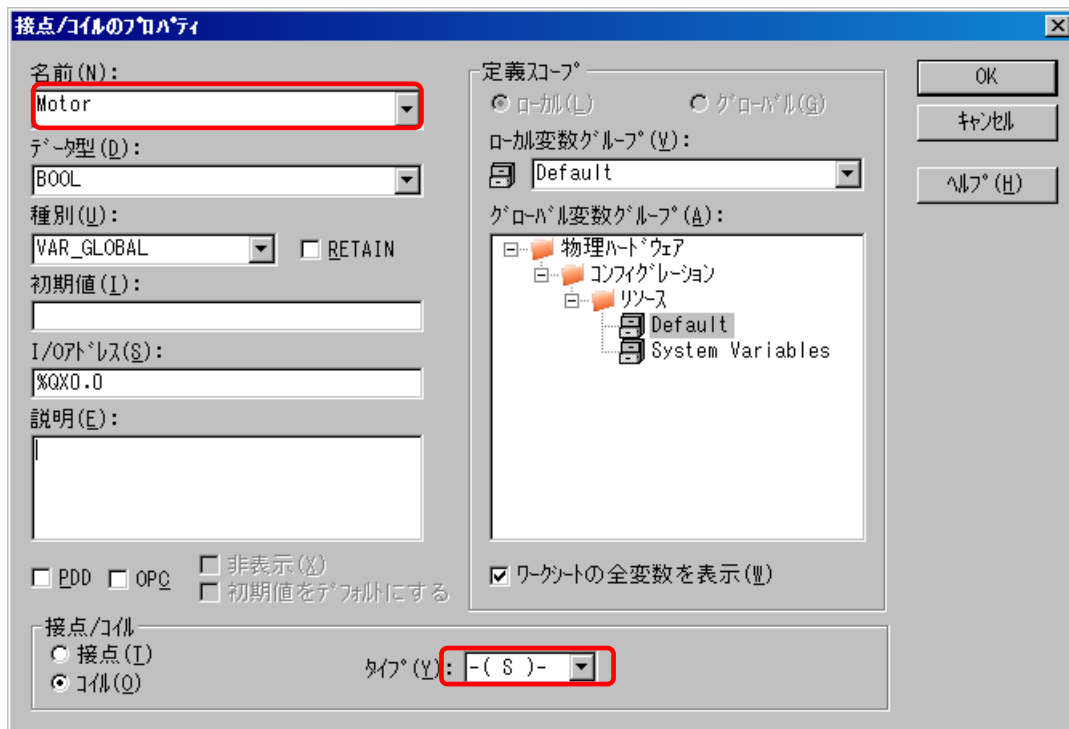 接点/ｺｲﾙのﾌﾟﾛﾊﾟﾃｨ
名前(N):
Motor
ﾃﾞｰﾀ型(D):
BOOL
種別(U):
VAR_GLOBAL
RETAIN
初期値(I):
I/Oｱﾄﾞﾚｽ(S):
%QX0.0
説明(E):
PDD
OPC
非表示(X)
初期値をﾃﾞﾌｫﾙﾄにする
定義ｽｺｰﾌﾟ
ﾛｰｶﾙ(L)
ｸﾞﾛｰﾊﾞﾙ(G)
ﾛｰｶﾙ変数ｸﾞﾙｰﾌﾟ(V):
Default
ｸﾞﾛｰﾊﾞﾙ変数ｸﾞﾙｰﾌﾟ(A):
物理ﾊｰﾄﾞｳｪｱ
ｺﾝﾌｨｸﾞﾚｰｼｮﾝ
ﾘｿｰｽ
Default
System Variables
ﾜｰｸｼｰﾄの全変数を表示(W)
OK
ｷｬﾝｾﾙ
ﾍﾙﾌﾟ(H)
接点/ｺｲﾙ
接点(T)
ｺｲﾙ(O)
ﾀｲﾌﾟ(Y):
-( S )-